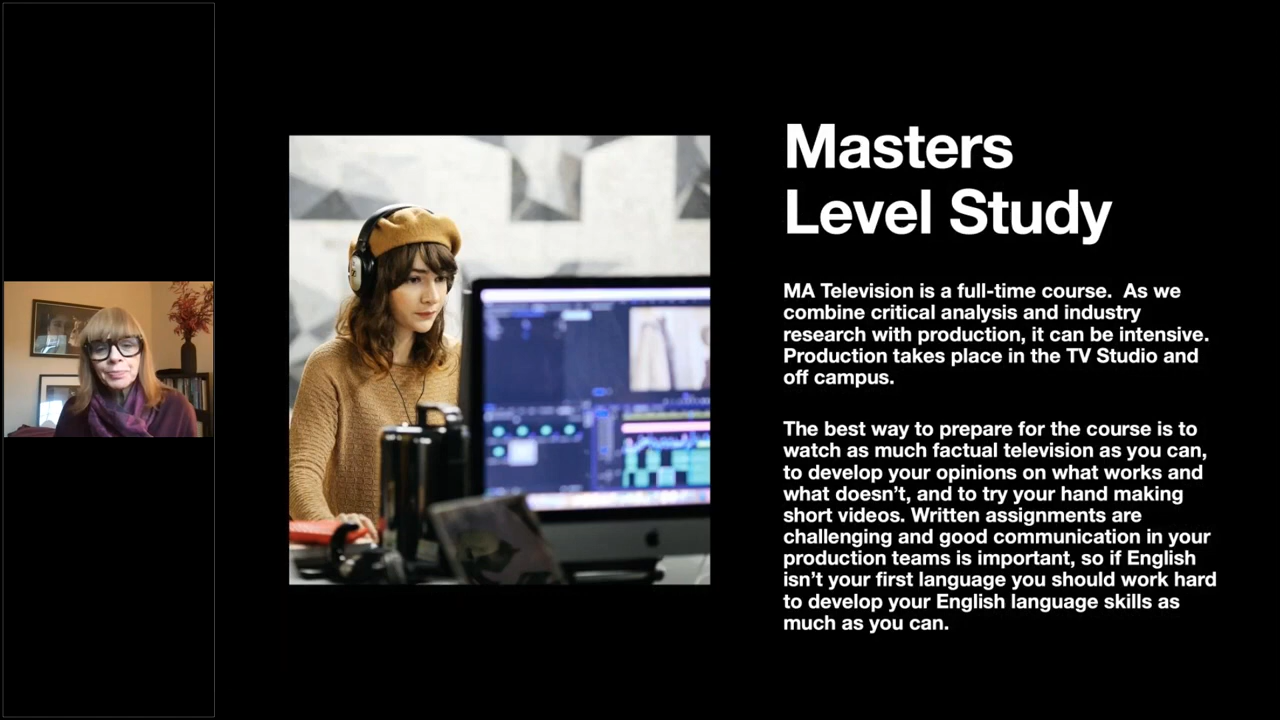 Masters
Level Study
MA Television is a full-time course.  As we
combine critical analysis and industry
research with production, it can be intensive.
Production takes place in the TV Studio and
off campus.
The best way to prepare for the course is to
watch as much factual television as you can,
to develop your opinions on what works and
what doesn’t, and to try your hand making
short videos. Written assignments are
challenging and good communication in your
production teams is important, so if English
isn’t your first language you should work hard
to develop your English language skills as
much as you can.